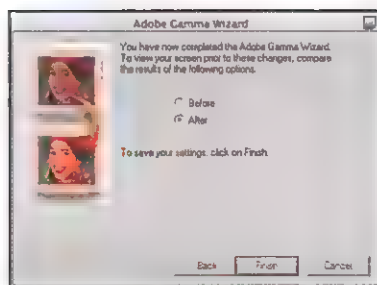 Adobe Gamma Wizard
You have now completed the Adobe Gamma Wizard.
To view your screen prior to these changes, compare
the results of the following options.
Before
After
To save your settings, click on Finish.
Back
Finish
Cancel